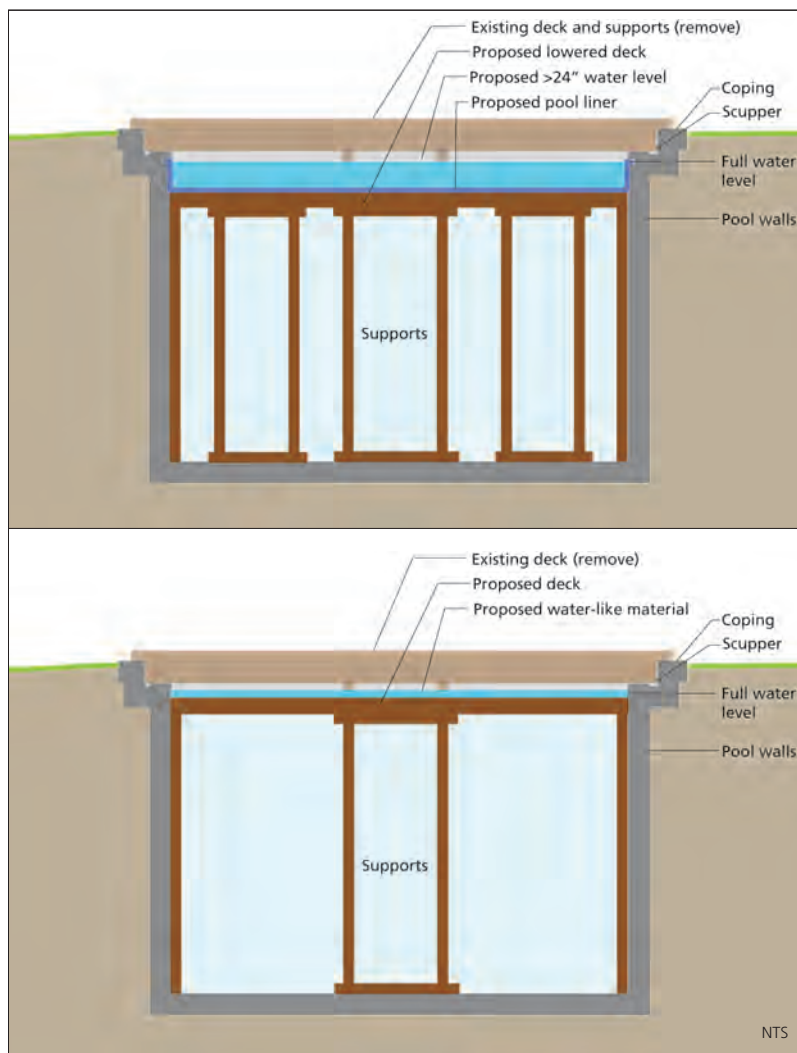 Existing deck and supports (remove)
Proposed lowered deck
Proposed >24" water level
Proposed pool liner
Coping
Scupper
Full water
level
Pool walls
Supports
Existing deck (remove)
Proposed deck
Proposed water-like material
Coping
Scupper
Full water
level
Pool walls
Supports
NTS